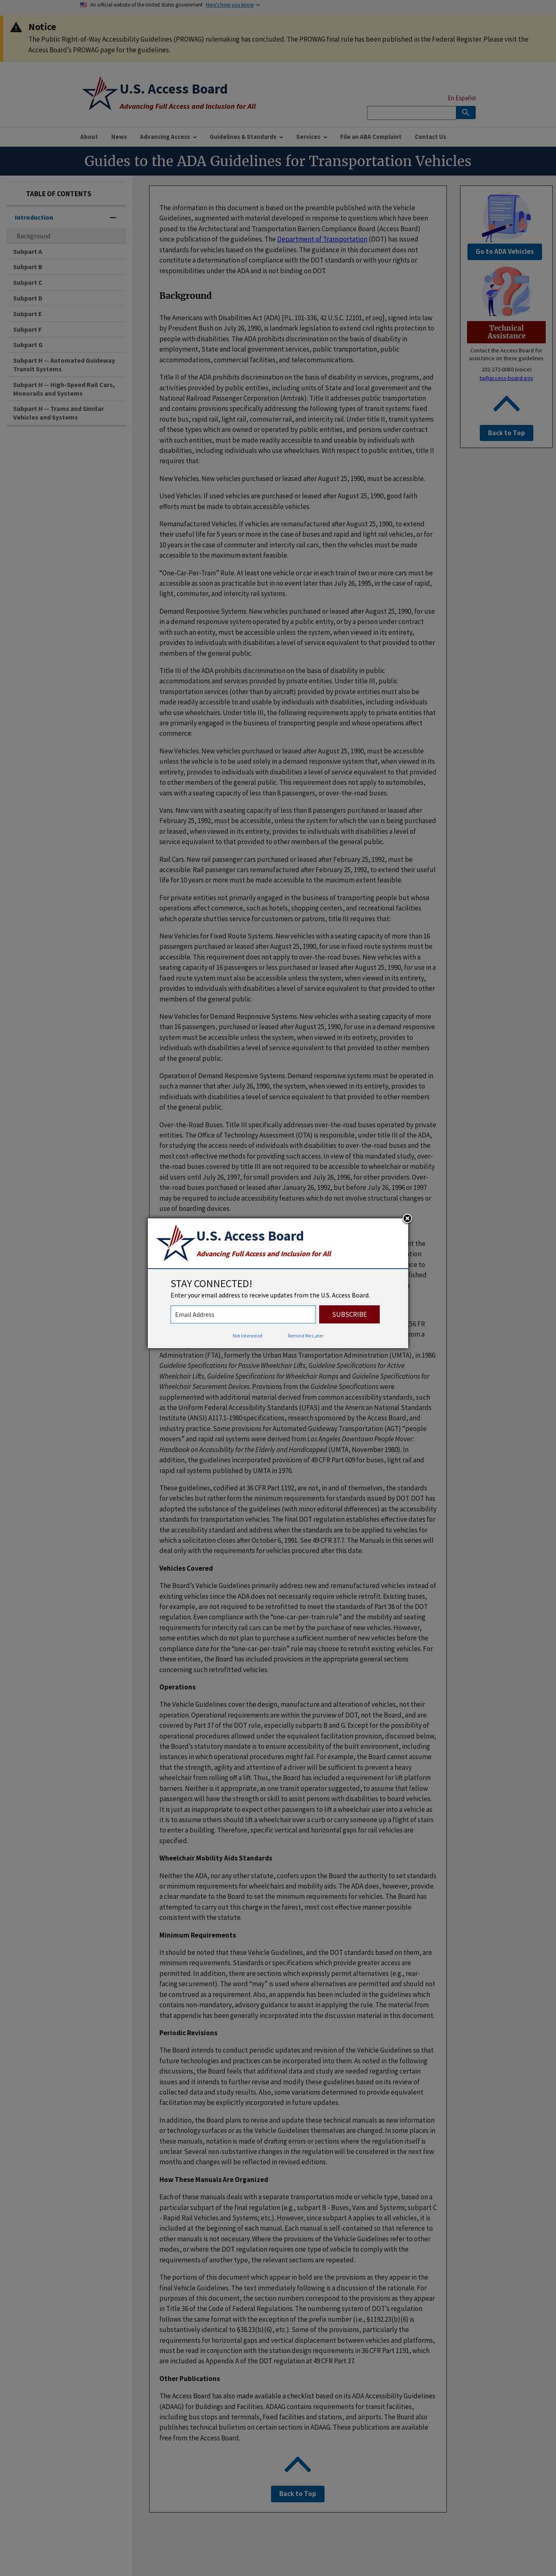 An official website of the United States government Here's how you know
Notice
The Public Right-of-Way Accessibility Guidelines (PROWAG) rulemaking has concluded. The PROWAG final rule has been published in the Federal Register. Please visit the
Access Board's PROWAG page for the guidelines.
U.S. Access Board
Advancing Full Access and Inclusion for All
En Español
About News Advancing Access Guidelines & Standards Services File an ABA Complaint Contact Us
Guides to the ADA Guidelines for Transportation Vehicles
TABLE OF CONTENTS
Introduction
Background
Subpart A
Subpart B
Subpart C
Subpart D
Subpart E
Subpart F
Subpart G
Subpart H -- Automated Guideway
Transit Systems
Subpart H -- High-Speed Rail Cars,
Monorails and Systems
Subpart H -- Trams and Similar
Vehicles and Systems
The information in this document is based on the preamble published with the Vehicle
Guidelines, augmented with material drawn from questions and comments received by the
Architectural and Transportation Barriers Compliance Board (Access Board)
since publication of the guidelines. The Department of Transportation (DOT) has issued
standards consistent with the guidelines. The guidance in this document does not
constitute a determination of compliance with DOT standards or with your rights or
responsibilities under the ADA and is not binding on DOT.
Background
The Americans with Disabilities Act (ADA) [P.L. 101-336, 42 U.S.C. 12101, et seq], signed into law
by President Bush on July 26, 1990, is landmark legislation to extend civil rights protection to
people with disabilities. The ADA prohibits discrimination on the basis of disability in
employment, State and local government services, public transportation, public
accommodations, commercial facilities, and telecommunications.
Title II of the ADA prohibits discrimination on the basis of disability in services, programs, and
activities provided by State and local governments and their instrumentalities, and the
National Railroad Passenger Corporation (Amtrak). It includes public transportation
services. The ADA provisions apply to the following types of transportation systems: fixed
route bus, rapid rail, light rail, commuter rail, and intercity rail. Under title II, transit systems
of these types which are owned or operated by public entities, and persons under contract
with such entities, must be made readily accessible to and usable by individuals with
disabilities, including individuals who use wheelchairs. With respect to public entities, title II
requires that:
New Vehicles. New vehicles purchased or leased after August 25, 1990, must be accessible.
Used Vehicles. If used vehicles are purchased or leased after August 25, 1990, good faith
efforts must be made to obtain accessible vehicles.
Remanufactured Vehicles. If vehicles are remanufactured after August 25, 1990, to extend
their useful life for 5 years or more in the case of buses and rapid and light rail vehicles, or for
10 years in the case of commuter and intercity rail cars, then the vehicles must be made
accessible to the maximum extent feasible.
“One-Car-Per-Train” Rule. At least one vehicle or car in each train of two or more cars must be
accessible as soon as practicable but in no event later than July 26, 1995, in the case of rapid,
light, commuter, and intercity rail systems.
Demand Responsive Systems. New vehicles purchased or leased after August 25, 1990, for use
in a demand responsive system operated by a public entity, or by a person under contract
with such an entity, must be accessible unless the system, when viewed in its entirety,
provides to individuals with disabilities a level of service equivalent to that provided to other
members of the general public.
Title III of the ADA prohibits discrimination on the basis of disability in public
accommodations and services provided by private entities. Under title III, public
transportation services (other than by aircraft) provided by private entities must also be
made readily accessible to and usable by individuals with disabilities, including individuals
who use wheelchairs. Under title III, the following requirements apply to private entities that
are primarily engaged in the business of transporting people and whose operations affect
commerce:
New Vehicles. New vehicles purchased or leased after August 25, 1990, must be accessible
unless the vehicle is to be used solely in a demand responsive system that, when viewed in its
entirety, provides to individuals with disabilities a level of service equivalent to that provided
to other members of the general public. This requirement does not apply to automobiles,
vans with a seating capacity of less than 8 passengers, or over-the-road buses.
Vans. New vans with a seating capacity of less than 8 passengers purchased or leased after
February 25, 1992, must be accessible, unless the system for which the van is being purchased
or leased, when viewed in its entirety, provides to individuals with disabilities a level of
service equivalent to that provided to other members of the general public.
Rail Cars. New rail passenger cars purchased or leased after February 25, 1992, must be
accessible. Rail passenger cars remanufactured after February 25, 1992, to extend their useful
life for 10 years or more must be made accessible to the maximum extent feasible.
For private entities not primarily engaged in the business of transporting people but whose
operations affect commerce, such as hotels, shopping centers, and recreational facilities
which operate shuttles service for customers or patrons, title III requires that.
New Vehicles for Fixed Route Systems. New vehicles with a seating capacity of more than 16
passengers purchased or leased after August 25, 1990, for use in fixed route systems must be
accessible. This requirement does not apply to over-the-road buses. New vehicles with a
seating capacity of 16 passengers or less purchased or leased after August 25, 1990, for use in a
fixed route system must also be accessible, unless the system, when viewed in its entirety,
provides to individuals with disabilities a level of service equivalent to that provided to other
members of the general public.
New Vehicles for Demand Responsive Systems. New vehicles with a seating capacity of more
than 16 passengers, purchased or leased after August 25, 1990, for use in a demand responsive
system must be accessible unless the system, when viewed in its entirety, provides to
individuals with disabilities a level of service equivalent to that provided to other members
of the general public.
Operation of Demand Responsive Systems. Demand responsive systems must be operated in
such a manner that after July 26, 1990, the system, when viewed in its entirety, provides to
individuals with disabilities a level of service equivalent to that provided to other members
of the general public.
Over-the-Road Buses. Title III specifically addresses over-the-road buses operated by private
entities. The Office of Technology Assessment (OTA) is responsible, under title III of the ADA,
for studying the access needs of individuals with disabilities to over-the-road buses and the
most cost-effective methods for providing such access. In view of this mandated study, over-
the-road buses covered by title III are not required to be accessible to wheelchair or mobility
aid users until July 26, 1997, for small providers and July 26, 1996, for other providers. Over-
the-road buses purchased or leased after January 26, 1992, but before July 26, 1996 or 1997
may be required to include accessibility features which do not involve structural changes or
use of boarding devices.
U.S. Access Board
Advancing Full Access and Inclusion for All
STAY CONNECTED!
Enter your email address to receive updates from the U.S. Access Board.
Email Address
SUBSCRIBE
Not Interested Remind Me Later
Administration (FTA), formerly the Urban Mass Transportation Administration (UMTA), in 1986:
Guideline Specifications for Passive Wheelchair Lifts, Guideline Specifications for Active
Wheelchair Lifts, Guideline Specifications for Wheelchair Ramps and Guideline Specifications for
Wheelchair Securement Devices. Provisions from the Guideline Specifications were
supplemented with additional material derived from common accessibility standards, such
as the Uniform Federal Accessibility Standards (UFAS) and the American National Standards
Institute (ANSI) A117.1-1980 specifications, research sponsored by the Access Board, and
industry practice. Some provisions for Automated Guideway Transportation (AGT) “people
movers” and rapid rail systems were derived from Los Angeles Downtown People Mover:
Handbook on Accessibility for the Elderly and Handicapped (UMTA, November 1980). In
addition, the guidelines incorporated provisions of 49 CFR Part 609 for buses, light rail and
rapid rail systems published by UMTA in 1976.
These guidelines, codified at 36 CFR Part 1192, are not, in and of themselves, the standards
for vehicles but rather form the minimum requirements for standards issued by DOT. DOT has
adopted the substance of the guidelines (with minor editorial differences) as the accessibility
standards for transportation vehicles. The final DOT regulation establishes effective dates for
the accessibility standard and address when the standards are to be applied to vehicles for
which a solicitation closes after October 6, 1991. See 49 CFR 37.7. The Manuals in this series will
deal only with the requirements for vehicles procured after this date.
Vehicles Covered
The Board's Vehicle Guidelines primarily address new and remanufactured vehicles instead of
existing vehicles since the ADA does not necessarily require vehicle retrofit. Existing buses,
for example, are not required to be retrofitted to meet the standards of Part 38 of the DOT
regulation. Even compliance with the “one-car-per-train rule” and the mobility aid seating
requirements for intercity rail cars can be met by the purchase of new vehicles. However,
some entities which do not plan to purchase a sufficient number of new vehicles before the
compliance date for the “one-car-per-train” rule may choose to retrofit existing vehicles. For
these entities, the Board has included provisions in the appropriate general sections
concerning such retrofitted vehicles.
Operations
The Vehicle Guidelines cover the design, manufacture and alteration of vehicles, not their
operation. Operational requirements are within the purview of DOT, not the Board, and are
covered by Part 37 of the DOT rule, especially subparts B and G. Except for the possibility of
operational procedures allowed under the equivalent facilitation provision, discussed below,
the Board's statutory mandate is to ensure accessibility of the built environment, including
instances in which operational procedures might fail. For example, the Board cannot assume
that the strength, agility and attention of a driver will be sufficient to prevent a heavy
wheelchair from rolling off a lift. Thus, the Board has included a requirement for lift platform
barriers. Neither is it appropriate, as one transit operator suggested, to assume that fellow
passengers will have the strength or skill to assist persons with disabilities to board vehicles.
It is just as inappropriate to expect other passengers to lift a wheelchair user into a vehicle as
it is to assume others should lift a wheelchair over a curb or carry someone up a flight of stairs
to enter a building. Therefore, specific vertical and horizontal gaps for rail vehicles are
specified.
Wheelchair Mobility Aids Standards
Neither the ADA, nor any other statute, confers upon the Board the authority to set standards
or minimum requirements for wheelchairs and mobility aids. The ADA does, however, provide
a clear mandate to the Board to set the minimum requirements for vehicles. The Board has
attempted to carry out this charge in the fairest, most cost effective manner possible
consistent with the statute.
Minimum Requirements
It should be noted that these Vehicle Guidelines, and the DOT standards based on them, are
minimum requirements. Standards or specifications which provide greater access are
permitted. In addition, there are sections which expressly permit alternatives (e.g., rear-
facing securement). The word “may” is used where alternatives are permitted and should not
be construed as a requirement. Also, an appendix has been included in the guidelines which
contains non-mandatory, advisory guidance to assist in applying the rule. The material from
that appendix has been generally incorporated into the discussion material in this document.
Periodic Revisions
The Board intends to conduct periodic updates and revision of the Vehicle Guidelines so that
future technologies and practices can be incorporated into them. As noted in the following
discussions, the Board feels that additional data and study are needed regarding certain
issues and it intends to further revise and modify these guidelines based on review of
collected data and study results. Also, some variations determined to provide equivalent
facilitation may be explicitly incorporated in future updates.
In addition, the Board plans to revise and update these technical manuals as new information
or technology surfaces or as the Vehicle Guidelines themselves are changed. In some places in
these manuals, notation is made of drafting errors or sections where the regulation itself is
unclear. Several non-substantive changes in the regulation will be considered in the next few
months and changes will be reflected in revised editions.
How These Manuals Are Organized
Each of these manuals deals with a separate transportation mode or vehicle type, based on a
particular subpart of the final regulation (e.g., subpart B - Buses, Vans and Systems; subpart C
- Rapid Rail Vehicles and Systems; etc.). However, since subpart A applies to all vehicles, it is
included at the beginning of each manual. Each manual is self-contained so that reference to
other manuals is not necessary. Where the provisions of the Vehicle Guidelines refer to other
modes, or where the DOT regulation requires one type of vehicle to comply with the
requirements of another type, the relevant sections are repeated.
The portions of this document which appear in bold are the provisions as they appear in the
final Vehicle Guidelines. The text immediately following is a discussion of the rationale. For
purposes of this document, the section numbers correspond to the provisions as they appear
in Title 36 of the Code of Federal Regulations. The numbering system of DOT's regulation
follows the same format with the exception of the prefix number (i.e., §1192.23(b)(6) is
substantively identical to §38.23(b)(6), etc.). Some of the provisions, particularly the
requirements for horizontal gaps and vertical displacement between vehicles and platforms,
must be read in conjunction with the station design requirements in 36 CFR Part 1191, which
are included as Appendix A of the DOT regulation at 49 CFR Part 37.
Other Publications
The Access Board has also made available a checklist based on its ADA Accessibility Guidelines
(ADAAG) for Buildings and Facilities. ADAAG contains requirements for transit facilities,
including bus stops and terminals, fixed facilities and stations, and airports. The Board also
publishes technical bulletins on certain sections in ADAAG. These publications are available
free from the Access Board.
Back to Top
Go to ADA Vehicles
Technical
Assistance
Contact the Access Board for
assistance on these guidelines
202-272-0080 (voice)
ta@access-board.gov
Back to Top